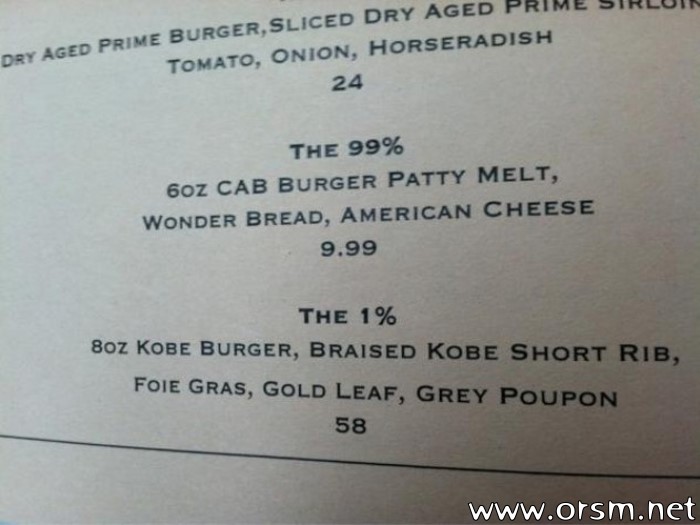 Dry Aged Prime Burger, Sliced Dry Aged Prime Sirloin
Tomato, Onion, Horseradish
24
The 99%
6oz CAB Burger Patty Melt,
Wonder Bread, American Cheese
9.99
The 1%
8oz Kobe Burger, Braised Kobe Short Rib,
Foie Gras, Gold Leaf, Grey Poupon
58
www.orsm.net